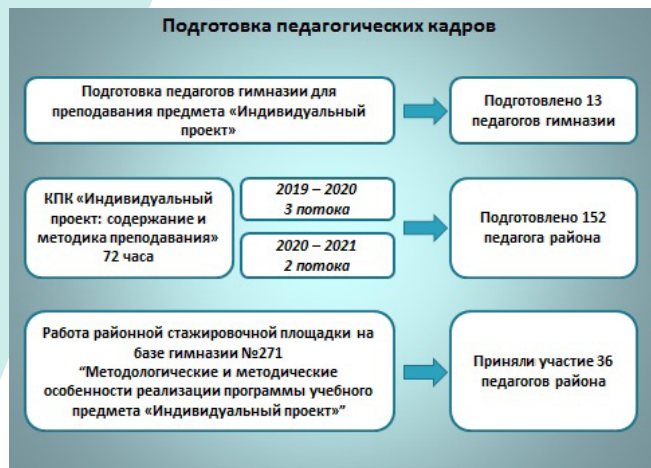 Подготовка педагогических кадров
Подготовка педагогов гимназии для
преподавания предмета «Индивидуальный
проект»
Подготовлено 13
педагогов гимназии
КПК «Индивидуальный
проект: содержание и
методика преподавания»
72 часа
2019 – 2020
3 потока
2020 – 2021
2 потока
Подготовлено 152
педагога района
Работа районной стажировочной площадки на
базе гимназии №271
“Методологические и методические
особенности реализации программы учебного
предмета «Индивидуальный проект»”
Приняли участие 36
педагогов района